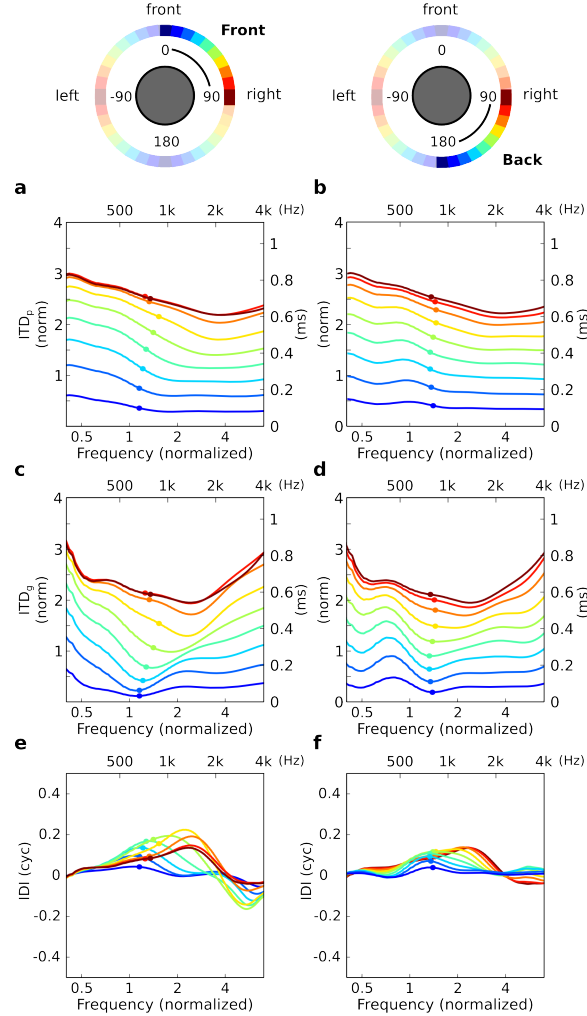 front
Front
0
left
-90
90
right
180
front
0
left
-90
90
right
180
Back
a
500 1k 2k 4k (Hz)
4
3
2
1
0
ITDp
(norm)
1
0.8
0.6
0.4
0.2
0
(ms)
0.5 1 2 4
Frequency (normalized)
b
500 1k 2k 4k (Hz)
4
3
2
1
0
1
0.8
0.6
0.4
0.2
0
(ms)
0.5 1 2 4
Frequency (normalized)
c
500 1k 2k 4k (Hz)
4
3
2
1
0
ITDg
(norm)
1
0.8
0.6
0.4
0.2
0
(ms)
0.5 1 2 4
Frequency (normalized)
d
500 1k 2k 4k (Hz)
4
3
2
1
0
1
0.8
0.6
0.4
0.2
0
(ms)
0.5 1 2 4
Frequency (normalized)
e
500 1k 2k 4k (Hz)
0.4
0.2
0
-0.2
-0.4
IDI (cyc)
0.5 1 2 4
Frequency (normalized)
f
500 1k 2k 4k (Hz)
0.4
0.2
0
-0.2
-0.4
IDI (cyc)
0.5 1 2 4
Frequency (normalized)